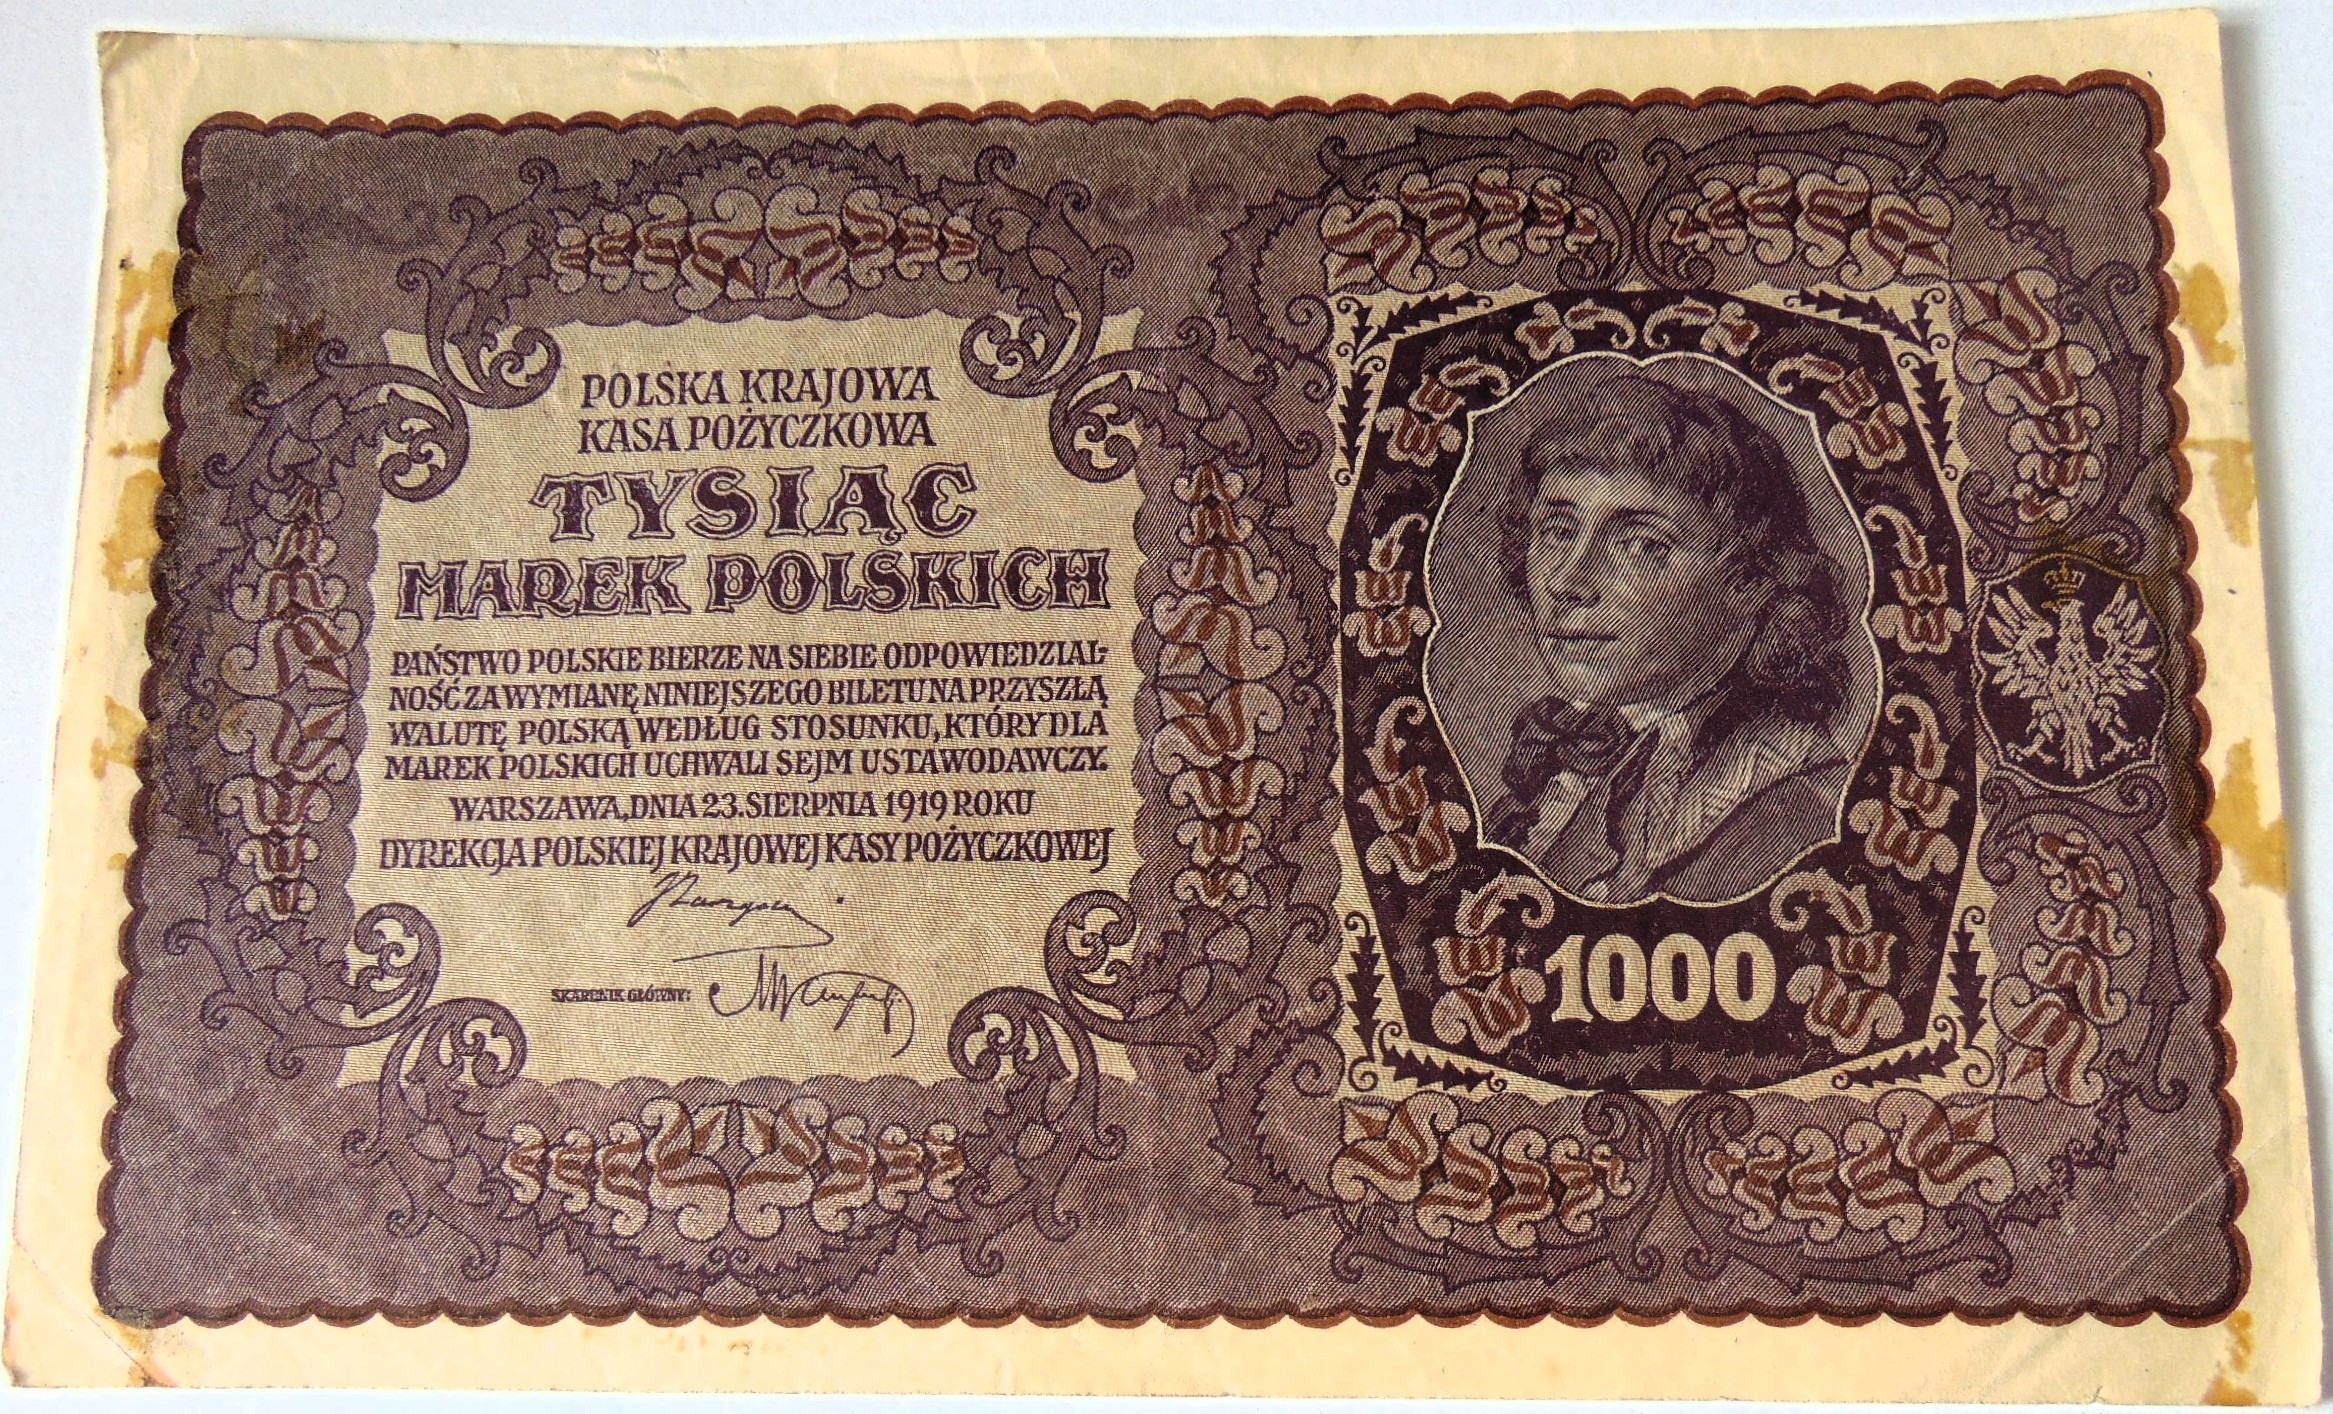 POLSKA KRAJOWA
KASA POŻYCZKOWA
TYSIĄC
MAREK POLSKICH
PAŃSTWO POLSKIE BIERZE NA SIEBIE ODPOWIEDZIAL-
NOŚĆ ZA WYMIANĘ NINIEJSZEGO BILETU NA PRZYSZŁĄ
WALUTĘ POLSKĄ WEDŁUG STOSUNKU, KTÓRY DLA
MAREK POLSKICH UCHWALI SEJM USTAWODAWCZY.
WARSZAWA, DNIA 23. SIERPNIA 1919 ROKU
DYREKCJA POLSKIEJ KRAJOWEJ KASY POŻYCZKOWEJ
SKARBNIK GŁÓWNY:
1000